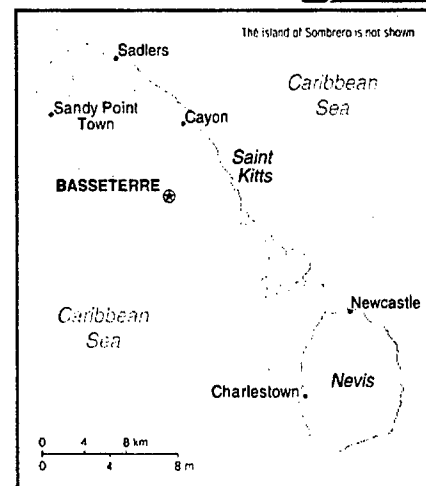 The island of Sombrero is not shown
Sadlers
Caribbean
Sea
Sandy Point
Town
Cayon
Saint
Kitts
BASSETERRE
Newcastle
Caribbean
Sea
Nevis
Charlestown
0 4 8 km
0 4 8 m